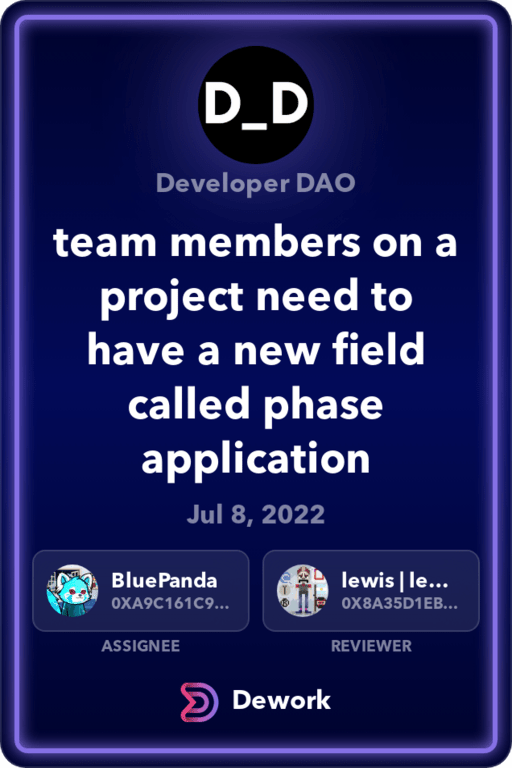 D_D
Developer DAO
team members on a
project need to
have a new field
called phase
application
Jul 8, 2022
BluePanda
0XA9C161C9...
ASSIGNEE
lewis | le...
0X8A35D1EB...
REVIEWER
Dework